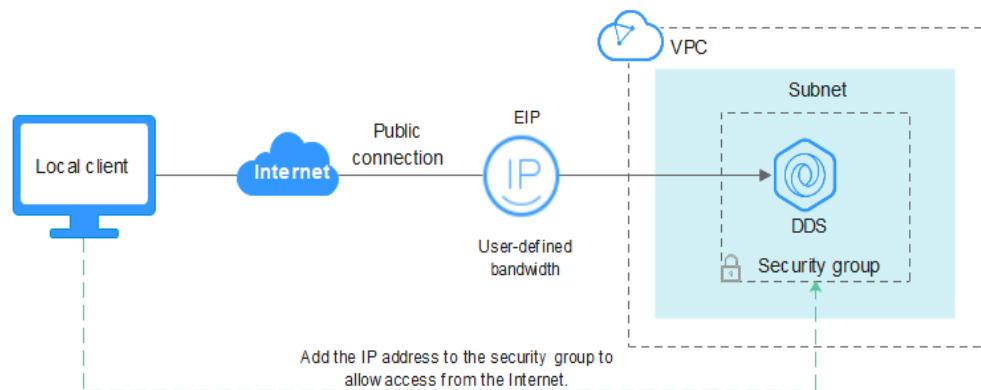 VPC
Subnet
EIP
Public
connection
Local client
Internet
IP
DDS
User-defined
bandwidth
Security group
Add the IP address to the security group to
allow access from the Internet.